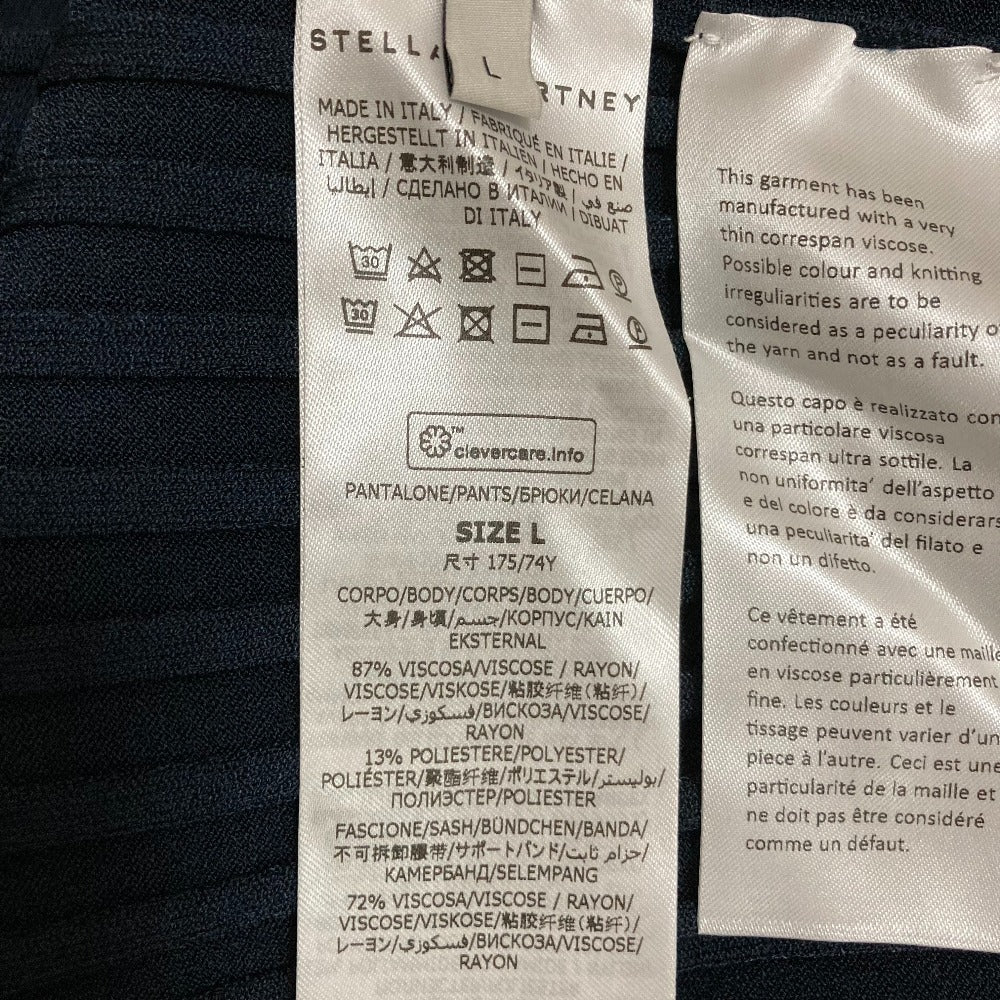 L
STELLA
RTNEY
MADE IN ITALY / FABRIQUÉ EN ITALIE /
HERGESTELLT IN ITALIEN / HECHO EN
ITALIA / 意大利制造 / イタリア製 /
صنع في إيطاليا / СДЕЛАНО В ИТАЛИИ / DIBUAT
DI ITALY
30
P
30
P
™
clevercare.info
PANTALONE/PANTS/БРЮКИ/CELANA
SIZE L
尺寸 175/74Y
CORPO/BODY/CORPS/BODY/CUERPO/
大身/身頃/جسم/КОРПУС/KAIN
EKSTERNAL
87% VISCOSA/VISCOSE / RAYON/
VISCOSE/VISKOSE/粘胶纤维(粘纤)/
レーヨン/فسكوزي/ВИСКОЗА/VISCOSE/
RAYON
13% POLIESTERE/POLYESTER/
POLIÉSTER/聚酯纤维/ポリエステル/بوليستر/
ПОЛИЭСТЕР/POLIESTER
FASCIONE/SASH/BÜNDCHEN/BANDA/
不可拆卸腰带/サポートバンド/حزام ثابت/
КАМЕРБАНД/SELEMPANG
72% VISCOSA/VISCOSE / RAYON/
VISCOSE/VISKOSE/粘胶纤维(粘纤)/
レーヨン/فسكوزي/ВИСКОЗА/VISCOSE/
RAYON
This garment has been
manufactured with a very
thin correspan viscose.
Possible colour and knitting
irreguliarities are to be
considered as a peculiarity o
the yarn and not as a fault.
Questo capo è realizzato con
una particolare viscosa
correspan ultra sottile. La
non uniformita' dell'aspetto
e del colore è da considerars
una peculiarita' del filato e
non un difetto.
Ce vêtement a été
confectionné avec une maille
en viscose particulièrement
fine. Les couleurs et le
tissage peuvent varier d'un
piece à l'autre. Ceci est une
particularité de la maille et
ne doit pas être considéré
comme un défaut.